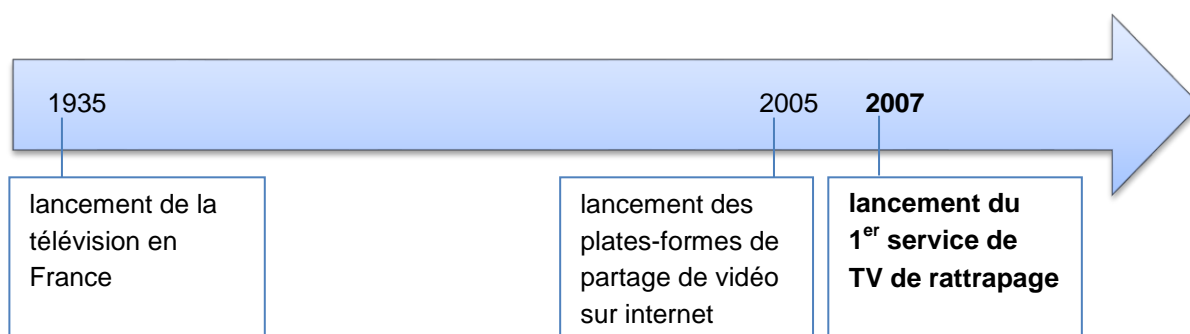 1935
2005
2007
lancement de la
télévision en
France
lancement des
plates-formes de
partage de vidéo
sur internet
lancement du
1er service de
TV de rattrapage